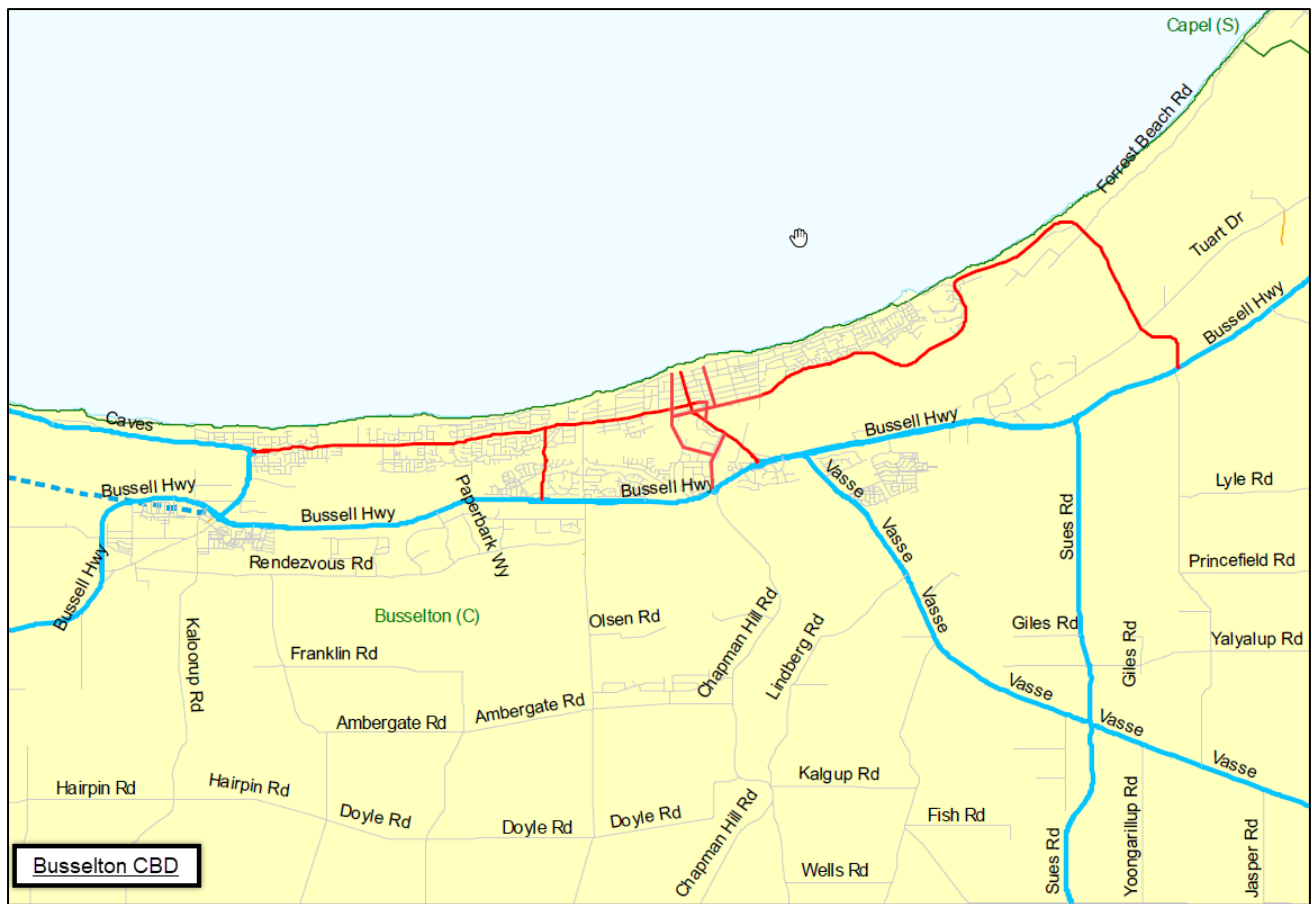 Capel (S)
Forrest Beach Rd
Tuart Dr
Bussell Hwy
Caves
Bussell Hwy
Bussell Hwy
Bussell Hwy
Bussell Hwy
Bussell Hwy
Paperbark Wy
Vasse
Sues Rd
Lyle Rd
Rendezvous Rd
Princefield Rd
Busselton (C)
Kaloorup Rd
Olsen Rd
Chapman Hill Rd
Lindberg Rd
Vasse
Giles Rd
Giles Rd
Yalyalup Rd
Franklin Rd
Vasse
Ambergate Rd
Ambergate Rd
Vasse
Vasse
Hairpin Rd
Hairpin Rd
Kalgup Rd
Doyle Rd
Doyle Rd
Doyle Rd
Chapman Hill Rd
Fish Rd
Sues Rd
Yoongarillup Rd
Jasper Rd
Wells Rd
Busselton CBD